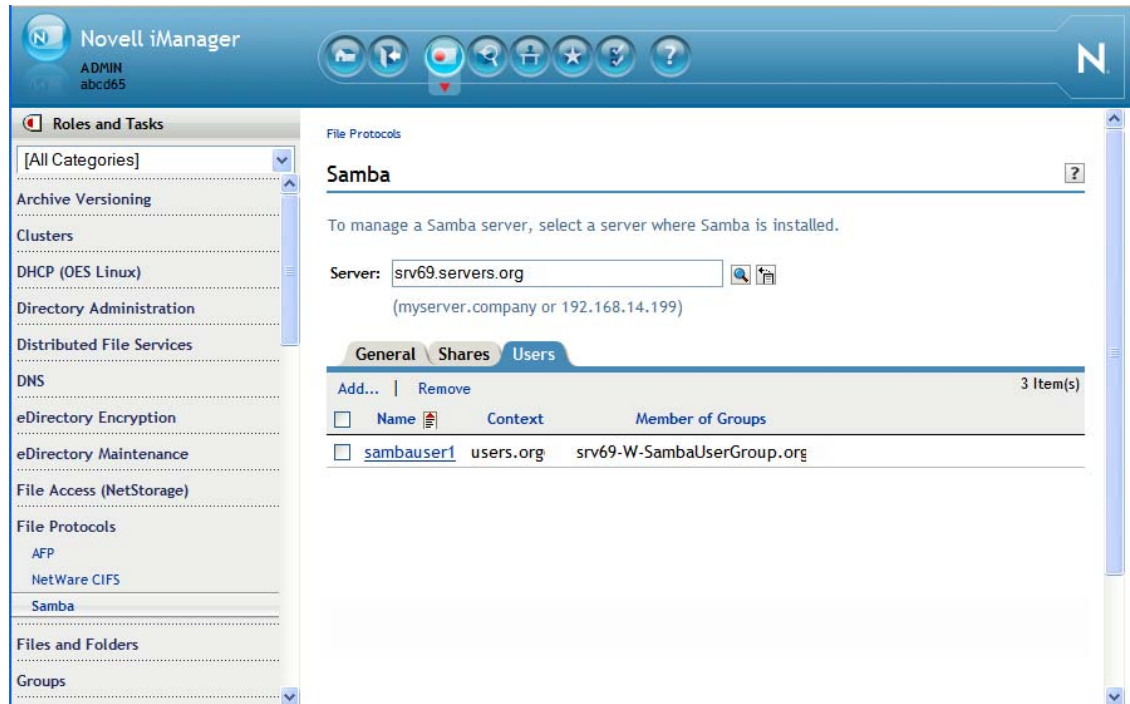 Novell iManager
ADMIN
abcd65
N
N
?
Roles and Tasks
[All Categories]
Archive Versioning
Clusters
DHCP (OES Linux)
Directory Administration
Distributed File Services
DNS
eDirectory Encryption
eDirectory Maintenance
File Access (NetStorage)
File Protocols
AFP
NetWare CIFS
Samba
Files and Folders
Groups
File Protocols
Samba
?
To manage a Samba server, select a server where Samba is installed.
Server: srv69.servers.org
(myserver.company or 192.168.14.199)
General Shares Users
Add... | Remove 3 Item(s)
Name Context Member of Groups
sambauser1 users.org srv69-W-SambaUserGroup.org